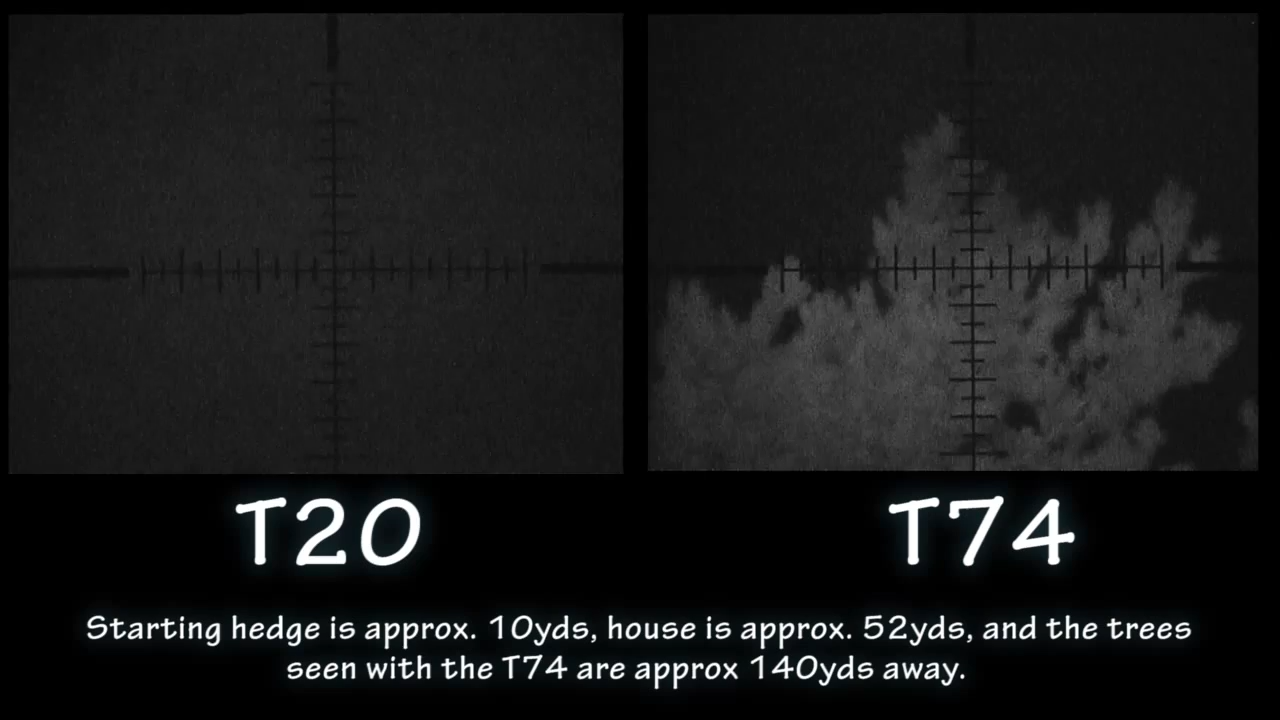 T20
T74
Starting hedge is approx. 10yds, house is approx. 52yds, and the trees
seen with the T74 are approx 140yds away.